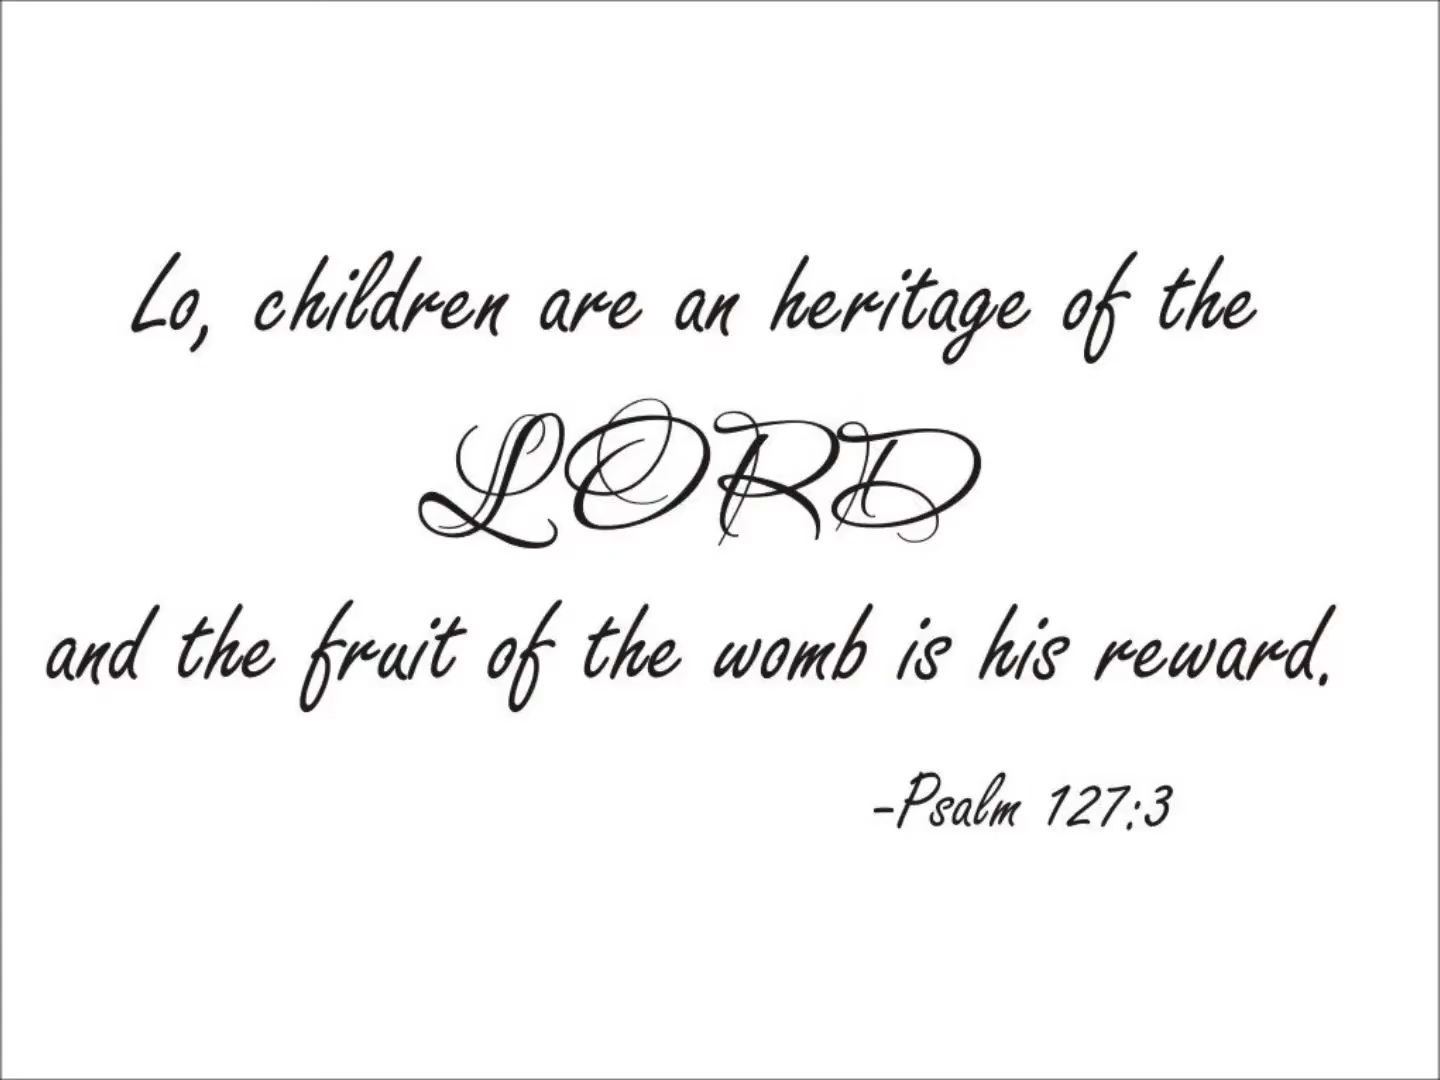 Lo, children are an heritage of the
LORD
and the fruit of the womb is his reward.
-Psalm 127:3